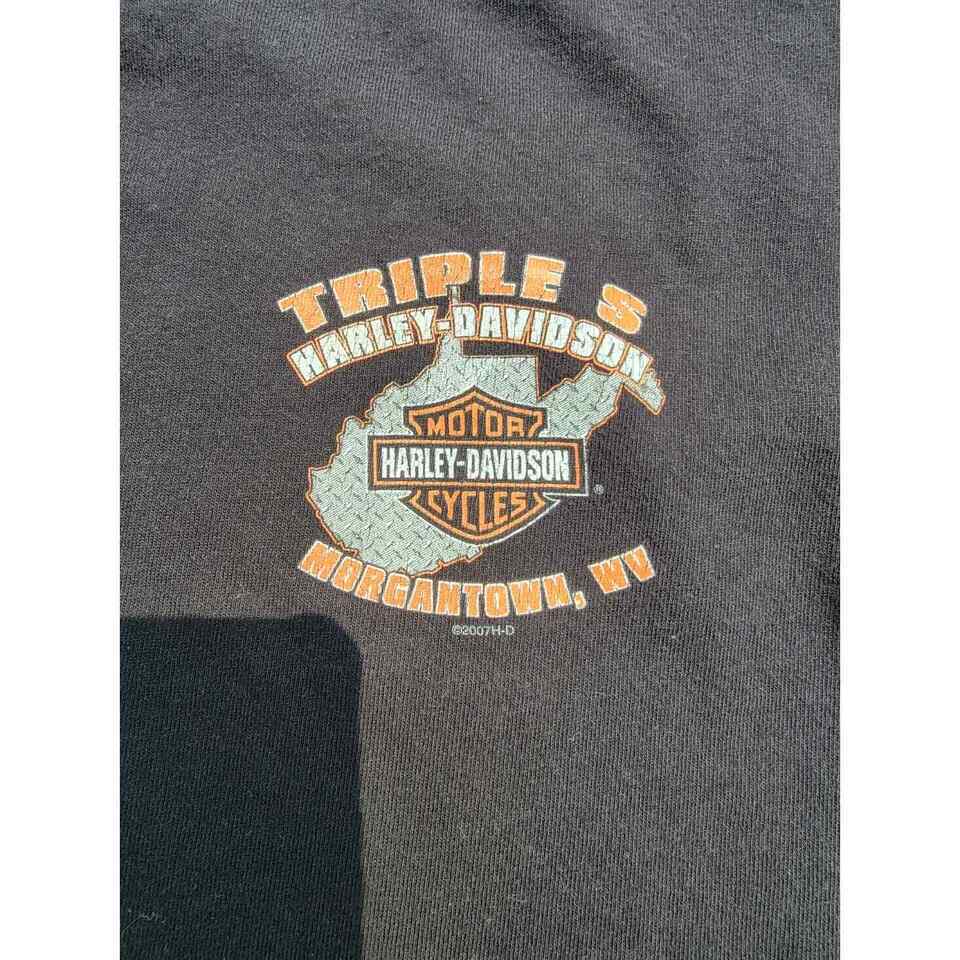 TRIPLE S
HARLEY-DAVIDSON
MOTOR
HARLEY-DAVIDSON
CYCLES
®
MORGANTOWN, WV
©2007H-D